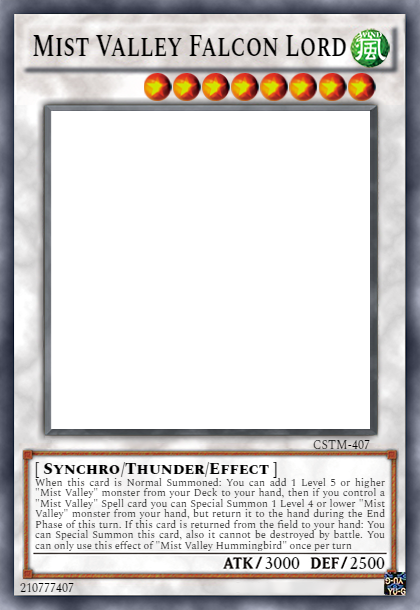 MIST VALLEY FALCON LORD
WIND
風
CSTM-407
[ SYNCHRO/THUNDER/EFFECT ]
When this card is Normal Summoned: You can add 1 Level 5 or higher
"Mist Valley" monster from your Deck to your hand, then if you control a
"Mist Valley" Spell card you can Special Summon 1 Level 4 or lower "Mist
Valley" monster from your hand, but return it to the hand during the End
Phase of this turn. If this card is returned from the field to your hand: You
can Special Summon this card, also it cannot be destroyed by battle. You
can only use this effect of "Mist Valley Hummingbird" once per turn
ATK/3000 DEF/2500
210777407
YU-G